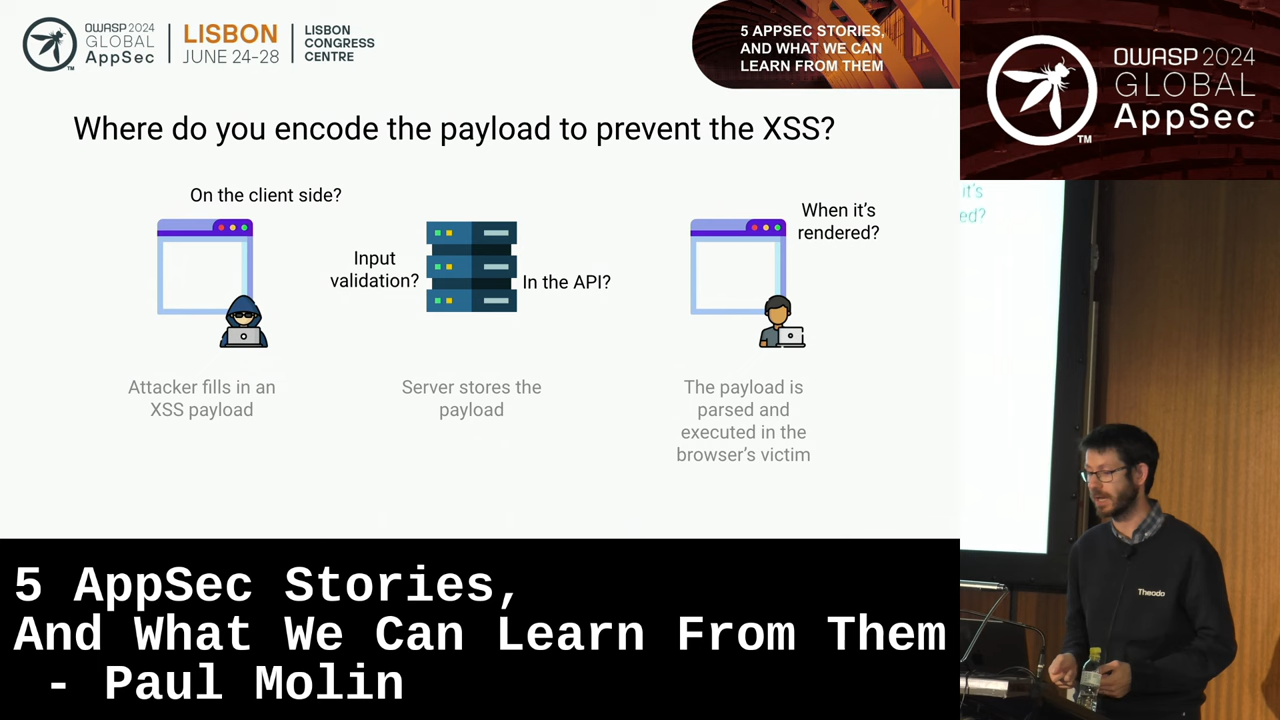 OWASP 2024
GLOBAL
AppSec
TM
LISBON
JUNE 24-28
LISBON
CONGRESS
CENTRE
5 APPSEC STORIES,
AND WHAT WE CAN
LEARN FROM THEM
OWASP 2024
GLOBAL
AppSec
TM
Where do you encode the payload to prevent the XSS?
On the client side?
Input
validation?
In the API?
When it's
rendered?
Attacker fills in an
XSS payload
Server stores the
payload
The payload is
parsed and
executed in the
browser's victim
it's
ed?
Theodo
5 AppSec Stories,
And What We Can Learn From Them
- Paul Molin